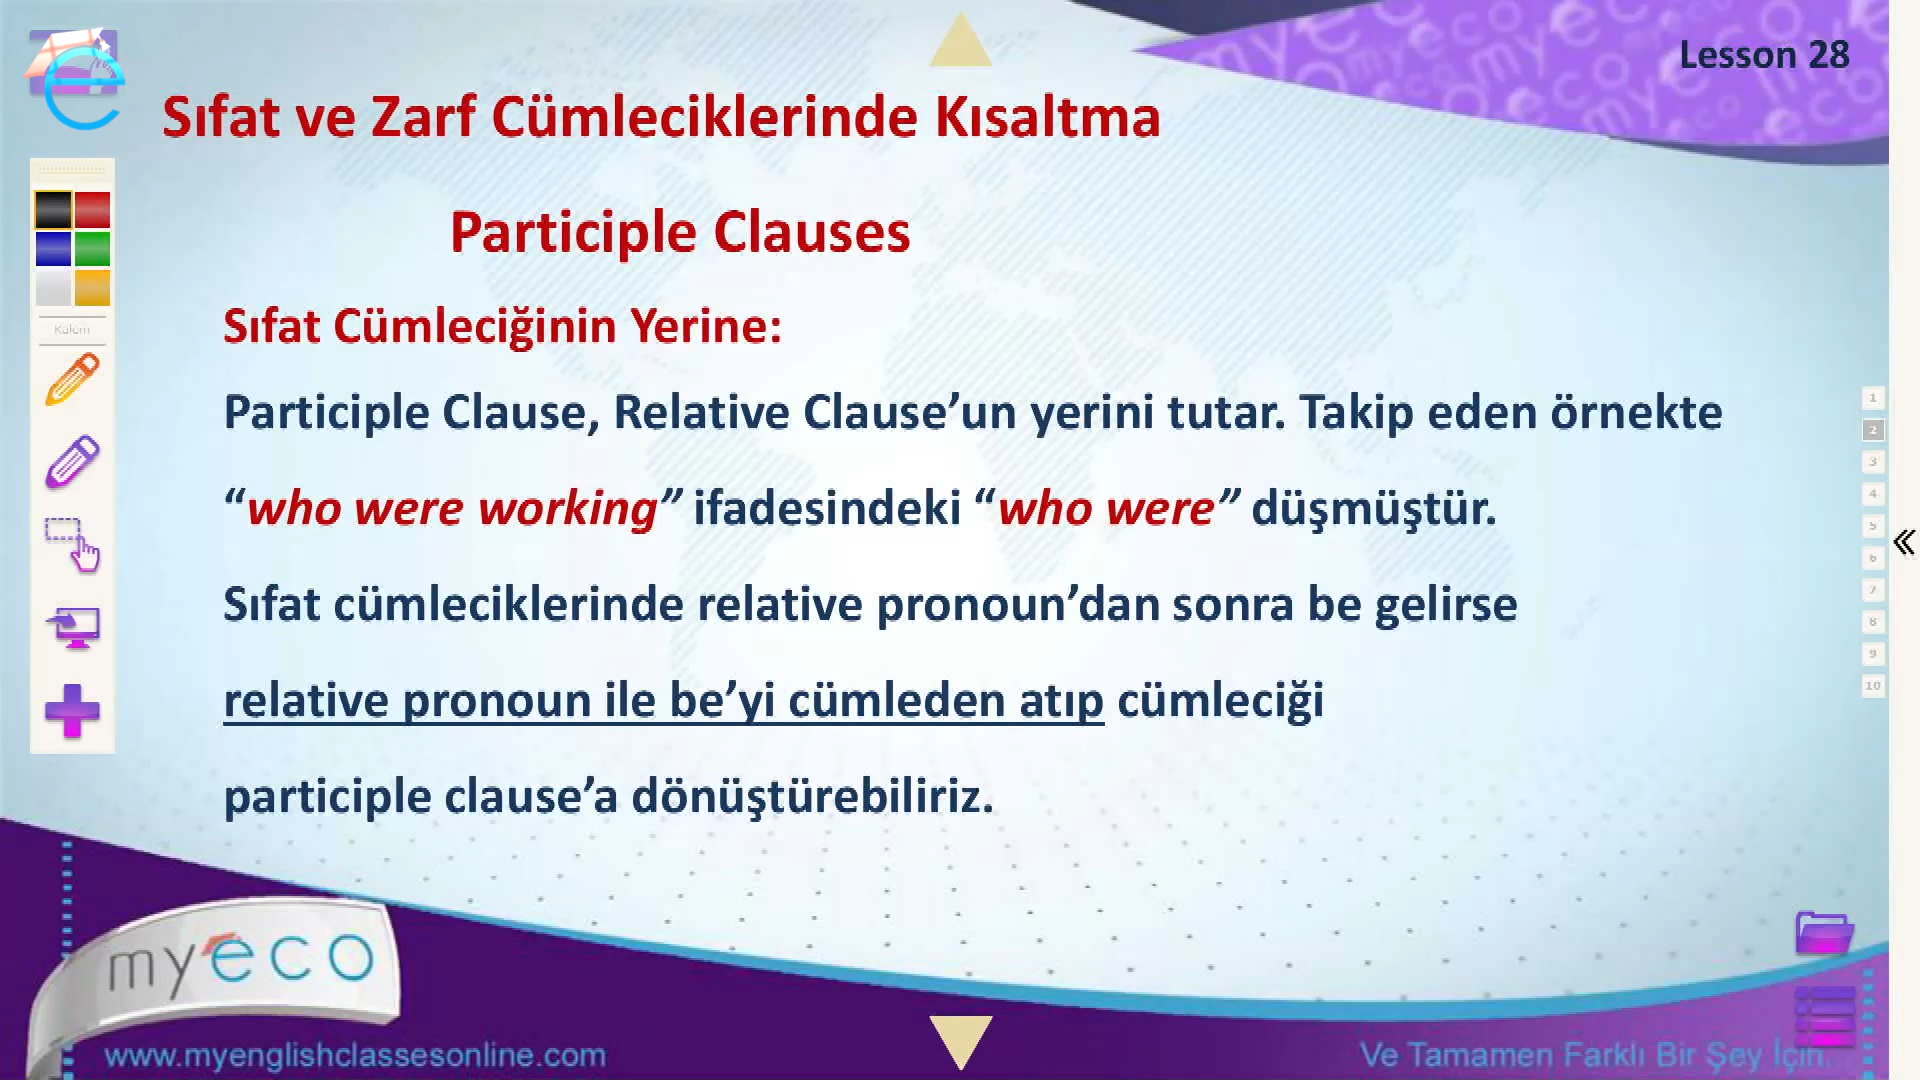 Lesson 28
Sıfat ve Zarf Cümleciklerinde Kısaltma
Participle Clauses
Sıfat Cümleciğinin Yerine:
Participle Clause, Relative Clause’un yerini tutar. Takip eden örnekte
“who were working” ifadesindeki “who were” düşmüştür.
Sıfat cümleciklerinde relative pronoun’dan sonra be gelirse
relative pronoun ile be’yi cümleden atıp cümleciği
participle clause’a dönüştürebiliriz.
1
2
3
4
5
6
7
8
9
10
myeco
www.myenglishclassesonline.com
Ve Tamamen Farklı Bir Şey İçin...